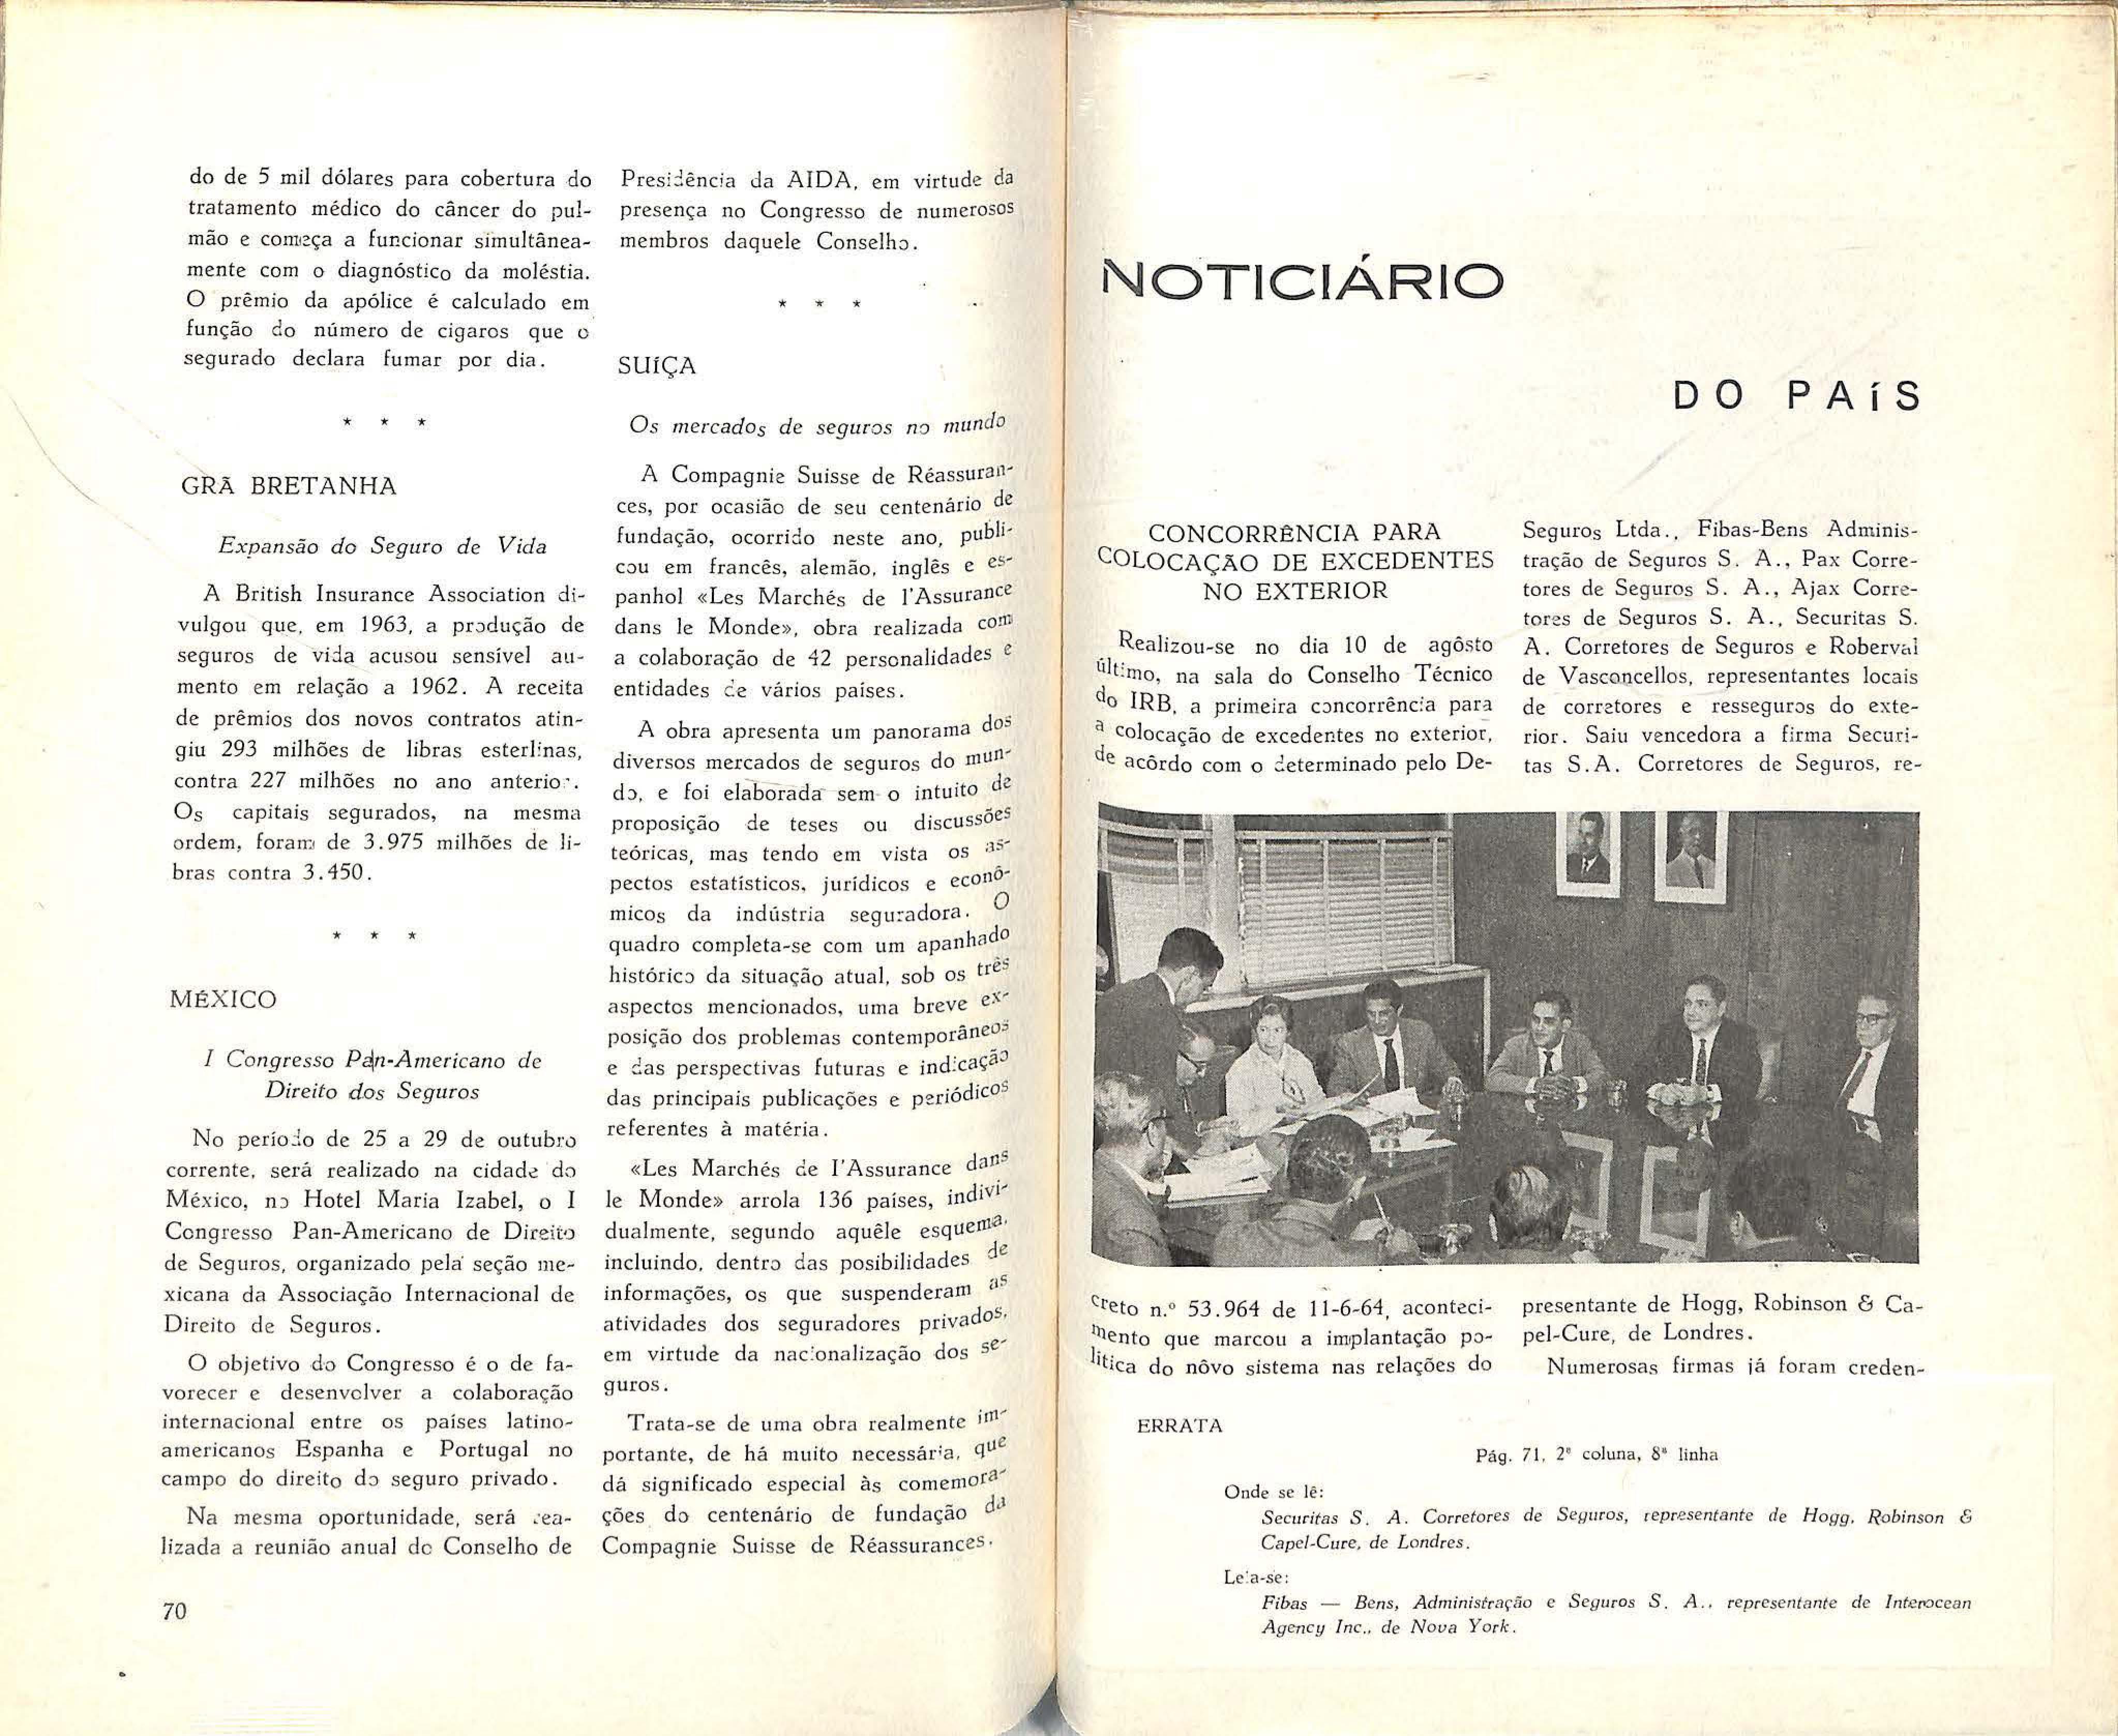 do de 5 mil dólares para cobertura do
tratamento médico do câncer do pul-
mão e começa a funcionar simultânea-
mente com o diagnóstico da moléstia.
O prêmio da apólice é calculado em
função do número de cigaros que o
segurado declara fumar por dia.
* * *
GRÃ BRETANHA
Expansão do Seguro de Vida
A British Insurance Association di-
vulgou que, em 1963, a produção de
seguros de vida acusou sensível au-
mento em relação a 1962. A receita
de prêmios dos novos contratos atin-
giu 293 milhões de libras esterlinas,
contra 227 milhões no ano anterior.
Os capitais segurados, na mesma
ordem, foram de 3.975 milhões de li-
bras contra 3.450.
* * *
MÉXICO
I Congresso Pan-Americano de
Direito dos Seguros
No período de 25 a 29 de outubro
corrente, será realizado na cidade do
México, no Hotel Maria Izabel, o I
Congresso Pan-Americano de Direito
de Seguros, organizado pela seção me-
xicana da Associação Internacional de
Direito de Seguros.
O objetivo do Congresso é o de fa-
vorecer e desenvolver a colaboração
internacional entre os países latino-
americanos Espanha e Portugal no
campo do direito do seguro privado.
Na mesma oportunidade, será rea-
lizada a reunião anual do Conselho de
70
Presidência da AIDA, em virtude da
presença no Congresso de numerosos
membros daquele Conselho.
* * *
SUÍÇA
Os mercados de seguros no mundo
A Compagnie Suisse de Réassuran-
ces, por ocasião de seu centenário de
fundação, ocorrido neste ano, publi-
cou em francês, alemão, inglês e es-
panhol «Les Marchés de l'Assurance
dans le Monde», obra realizada com
a colaboração de 42 personalidades e
entidades de vários países.
A obra apresenta um panorama dos
diversos mercados de seguros do mun-
do, e foi elaborada sem o intuito de
proposição de teses ou discussões
teóricas, mas tendo em vista os as-
pectos estatísticos, jurídicos e econô-
micos da indústria seguradora. O
quadro completa-se com um apanhado
histórico da situação atual, sob os três
aspectos mencionados, uma breve ex-
posição dos problemas contemporâneos
e das perspectivas futuras e indicação
das principais publicações e periódicos
referentes à matéria.
«Les Marchés de l'Assurance dans
le Monde» arrola 136 países, indivi-
dualmente, segundo aquêle esquema,
incluindo, dentro das posibilidades de
informações, os que suspenderam as
atividades dos seguradores privados,
em virtude da nacionalização dos se-
guros.
Trata-se de uma obra realmente im-
portante, de há muito necessária, que
dá significado especial às comemora-
ções do centenário de fundação da
Compagnie Suisse de Réassurances.
NOTICIÁRIO
DO PAÍS
CONCORRÊNCIA PARA
COLOCAÇÃO DE EXCEDENTES
NO EXTERIOR
Realizou-se no dia 10 de agôsto
último, na sala do Conselho Técnico
do IRB, a primeira concorrência para
a colocação de excedentes no exterior,
de acôrdo com o determinado pelo De-
creto n.º 53.964 de 11-6-64, aconteci-
mento que marcou a implantação po-
lítica do nôvo sistema nas relações do
Seguros Ltda., Fibas-Bens Adminis-
tração de Seguros S. A., Pax Corre-
tores de Seguros S. A., Ajax Corre-
tores de Seguros S. A., Securitas S.
A. Corretores de Seguros e Roberval
de Vasconcellos, representantes locais
de corretores e resseguros do exte-
rior. Saiu vencedora a firma Securi-
tas S.A. Corretores de Seguros, re-
presentante de Hogg, Robinson & Ca-
pel-Cure, de Londres.
Numerosas firmas já foram creden-
ERRATA
Pág. 71, 2ª coluna, 8ª linha
Onde se lê:
Securitas S. A. Corretores de Seguros, representante de Hogg, Robinson &
Capel-Cure, de Londres.
Leia-se:
Fibas — Bens, Administração e Seguros S. A., representante de Interocean
Agency Inc., de Nova York.